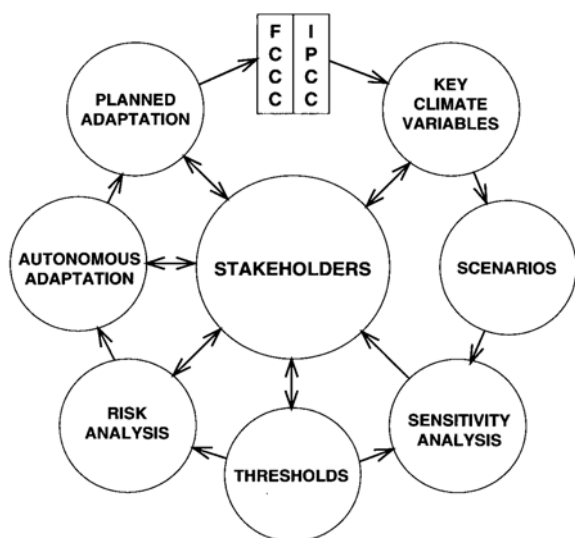 F
C
C
C
I
P
C
C
PLANNED
ADAPTATION
KEY
CLIMATE
VARIABLES
AUTONOMOUS
ADAPTATION
STAKEHOLDERS
SCENARIOS
RISK
ANALYSIS
THRESHOLDS
SENSITIVITY
ANALYSIS